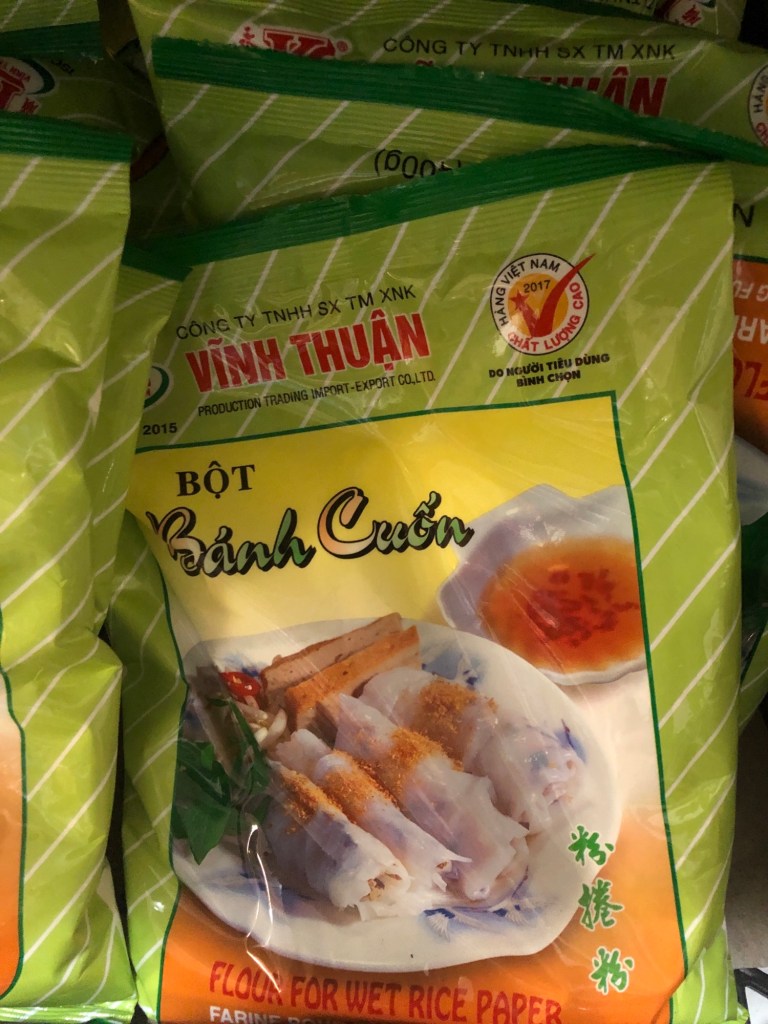 CÔNG TY TNHH SX TM XNK
THUẬN
(400g)
CÔNG TY TNHH SX TM XNK
VĨNH THUẬN
PRODUCTION TRADING IMPORT-EXPORT CO.,LTD.
HÀNG VIỆT NAM
2017
CHẤT LƯỢNG CAO
DO NGƯỜI TIÊU DÙNG
BÌNH CHỌN
2015
BỘT
Bánh Cuốn
粉捲粉
FLOUR FOR WET RICE PAPER
FARINE